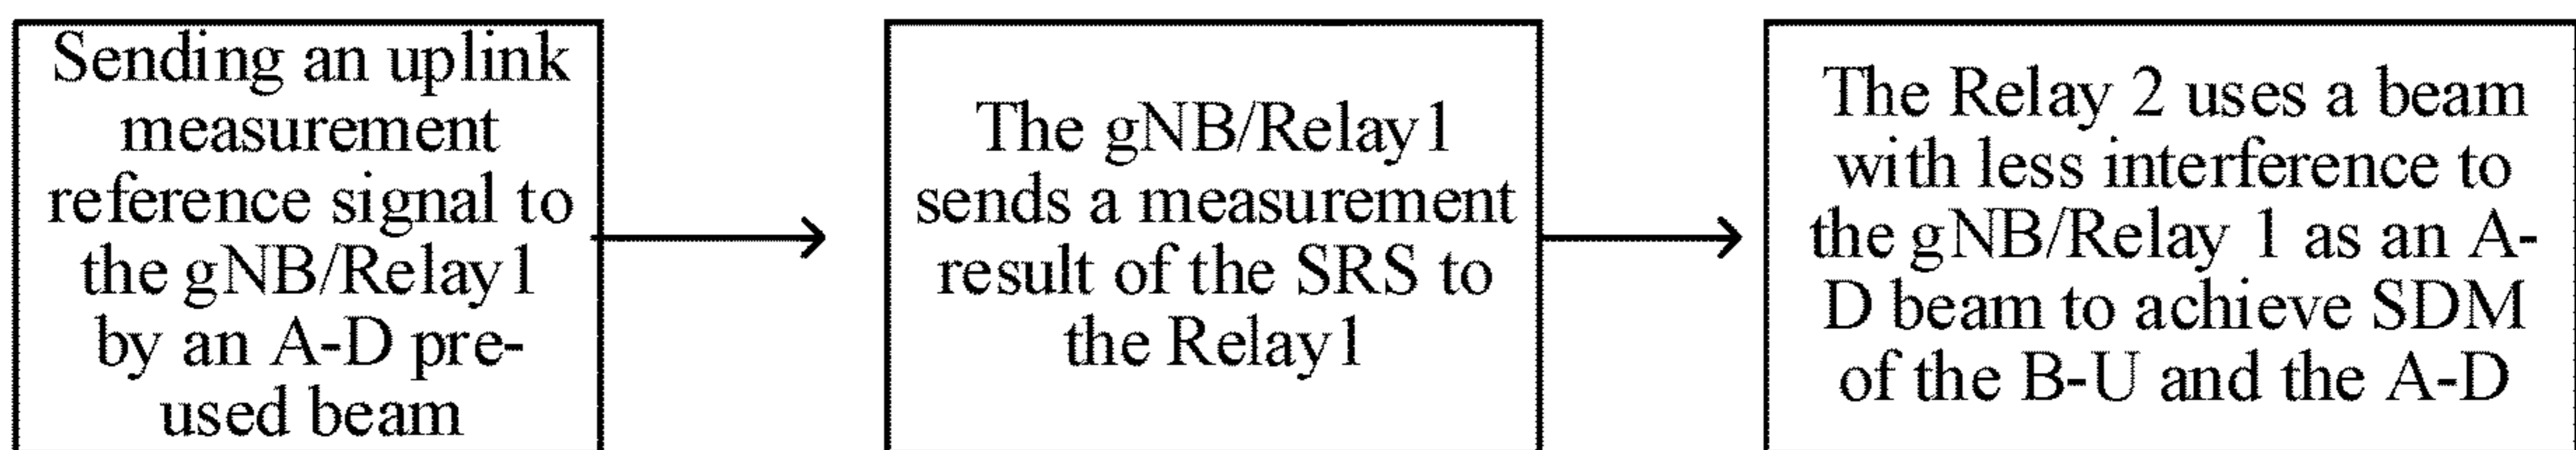 Sending an uplink
measurement
reference signal to
the gNB/Relay1
by an A-D pre-
used beam
The gNB/Relay1
sends a measurement
result of the SRS to
the Relay1
The Relay 2 uses a beam
with less interference to
the gNB/Relay 1 as an A-
D beam to achieve SDM
of the B-U and the A-D